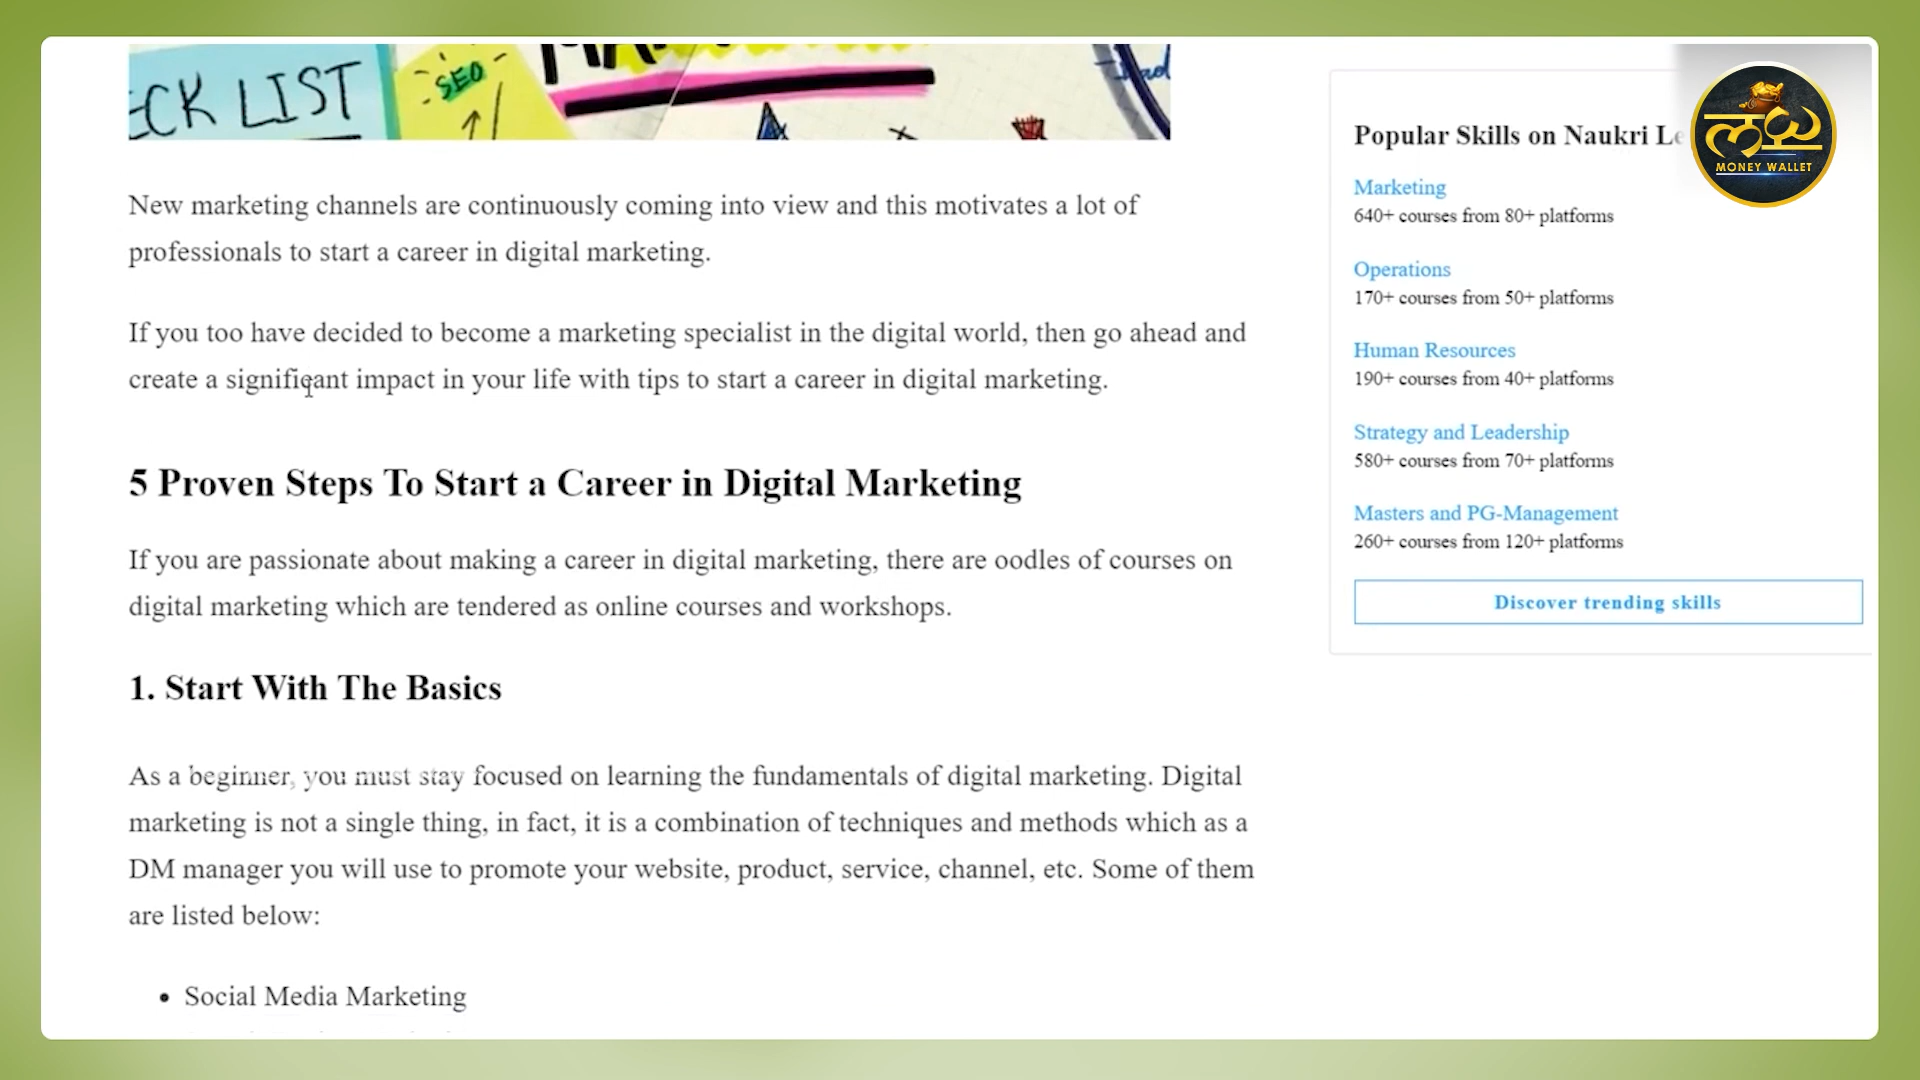 CK LIST
SEO
Popular Skills on Naukri Le
MONEY WALLET
Marketing
640+ courses from 80+ platforms
Operations
170+ courses from 50+ platforms
Human Resources
190+ courses from 40+ platforms
Strategy and Leadership
580+ courses from 70+ platforms
Masters and PG-Management
260+ courses from 120+ platforms
Discover trending skills
New marketing channels are continuously coming into view and this motivates a lot of
professionals to start a career in digital marketing.
If you too have decided to become a marketing specialist in the digital world, then go ahead and
create a significant impact in your life with tips to start a career in digital marketing.
5 Proven Steps To Start a Career in Digital Marketing
If you are passionate about making a career in digital marketing, there are oodles of courses on
digital marketing which are tendered as online courses and workshops.
1. Start With The Basics
As a beginner, you must stay focused on learning the fundamentals of digital marketing. Digital
marketing is not a single thing, in fact, it is a combination of techniques and methods which as a
DM manager you will use to promote your website, product, service, channel, etc. Some of them
are listed below:
• Social Media Marketing